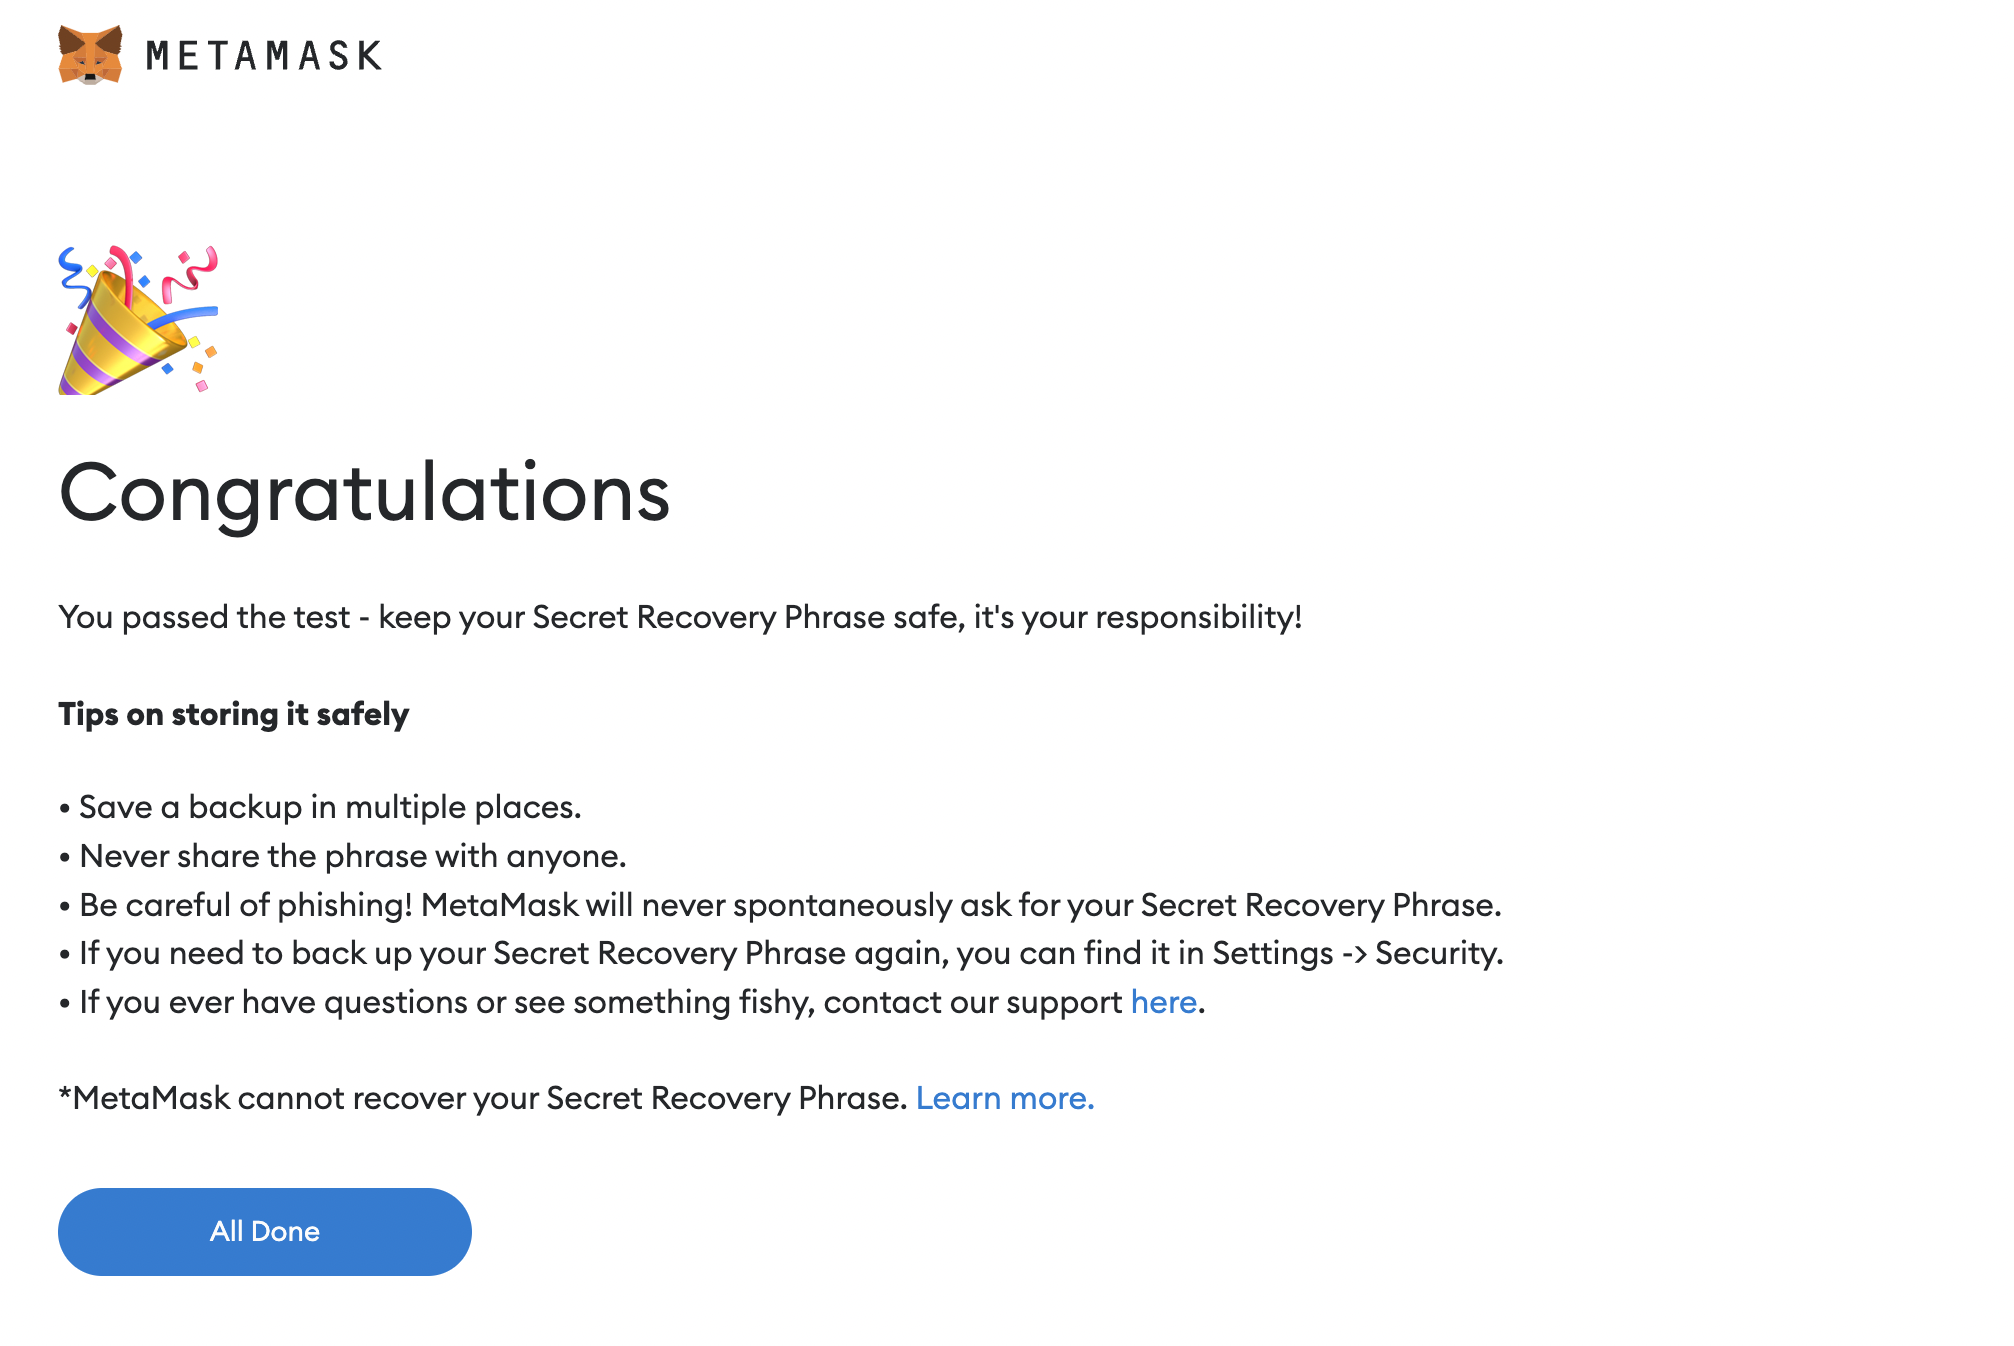 METAMASK
Congratulations
You passed the test - keep your Secret Recovery Phrase safe, it's your responsibility!
Tips on storing it safely
• Save a backup in multiple places.
• Never share the phrase with anyone.
• Be careful of phishing! MetaMask will never spontaneously ask for your Secret Recovery Phrase.
• If you need to back up your Secret Recovery Phrase again, you can find it in Settings -> Security.
• If you ever have questions or see something fishy, contact our support here.
*MetaMask cannot recover your Secret Recovery Phrase. Learn more.
All Done